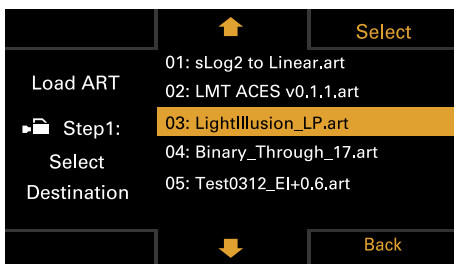 Select
Load ART
Step1:
Select
Destination
01: sLog2 to Linear.art
02: LMT ACES v0.1.1.art
03: LightIllusion_LP.art
04: Binary_Through_17.art
05: Test0312_EI+0.6.art
Back